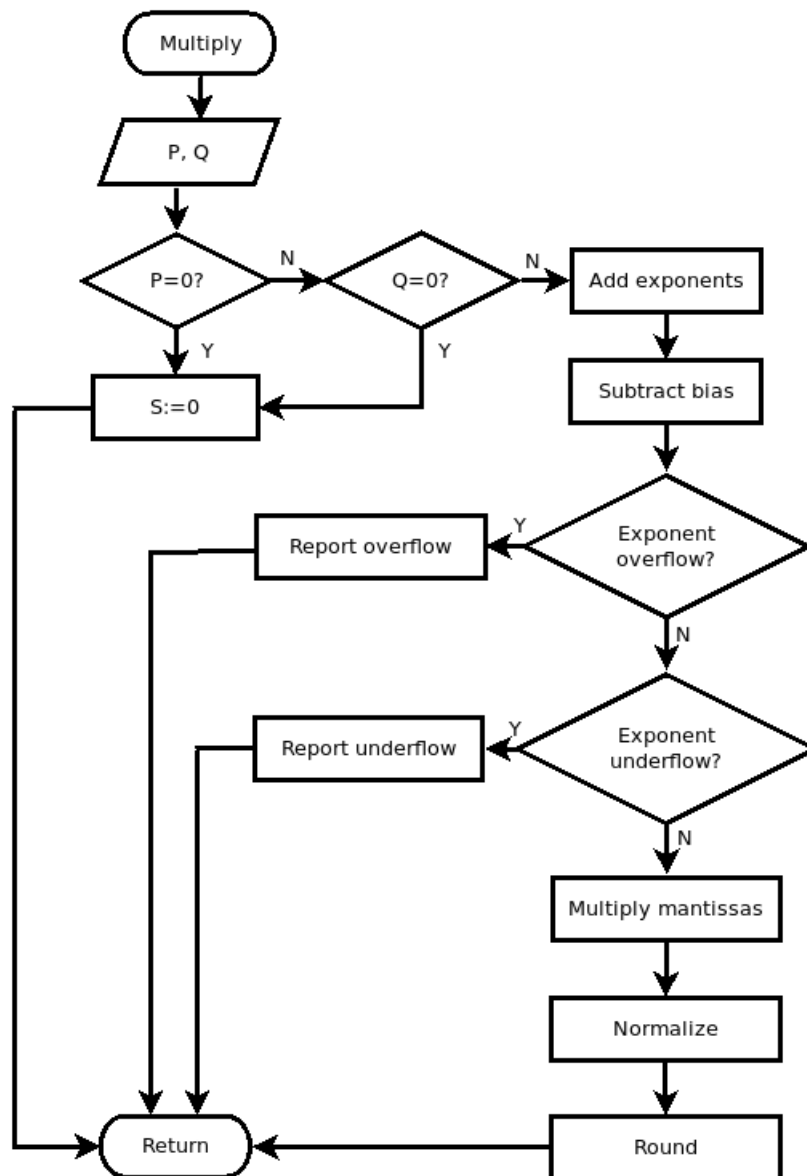 Multiply
P, Q
P=0?
N
Q=0?
N
Add exponents
Y
Y
S:=0
Subtract bias
Exponent
overflow?
Y
Report overflow
N
Exponent
underflow?
Y
Report underflow
N
Multiply mantissas
Normalize
Round
Return